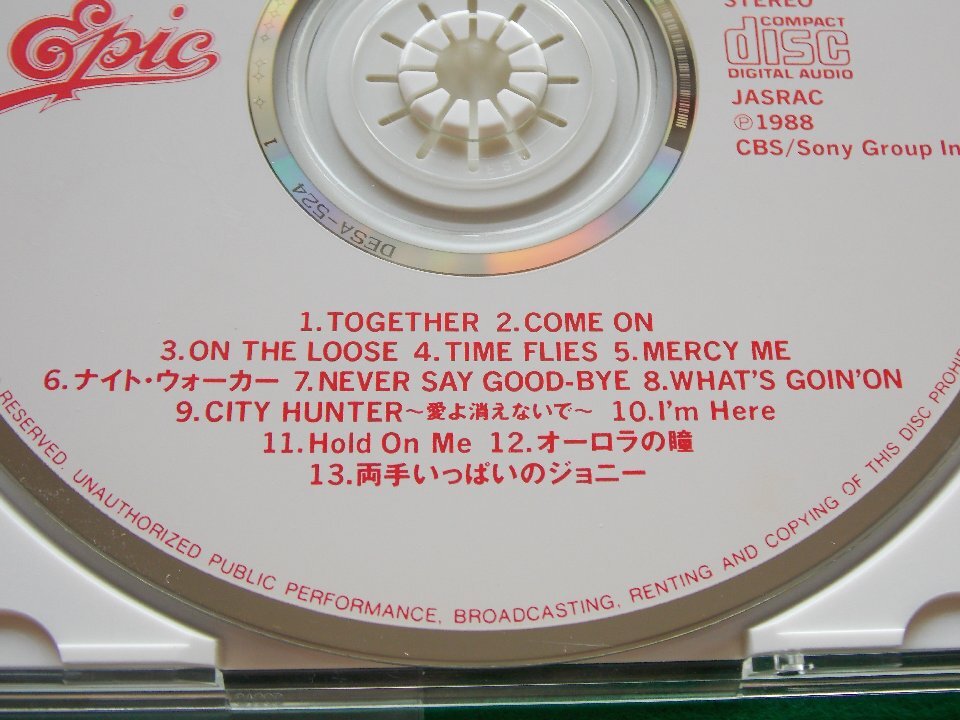 Epic
STEREO
COMPACT
disc
DIGITAL AUDIO
JASRAC
Ⓟ1988
CBS/Sony Group In
1
DESA-524
1.TOGETHER 2.COME ON
3.ON THE LOOSE 4.TIME FLIES 5.MERCY ME
6.ナイト・ウォーカー 7.NEVER SAY GOOD-BYE 8.WHAT'S GOIN'ON
9.CITY HUNTER～愛よ消えないで～ 10.I'm Here
11.Hold On Me 12.オーロラの瞳
13.両手いっぱいのジョニー
RESERVED. UNAUTHORIZED PUBLIC PERFORMANCE, BROADCASTING, RENTING AND COPYING OF THIS DISC PROHIB